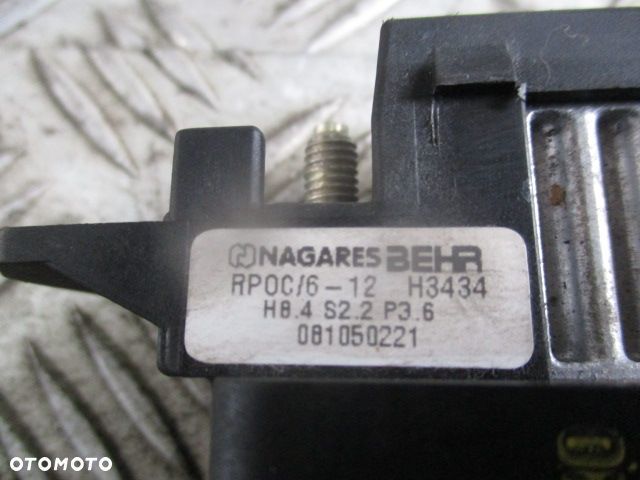 NAGARES BEHR
RPOC/6-12 H3434
H8.4 S2.2 P3.6
081050221
OTOMOTO